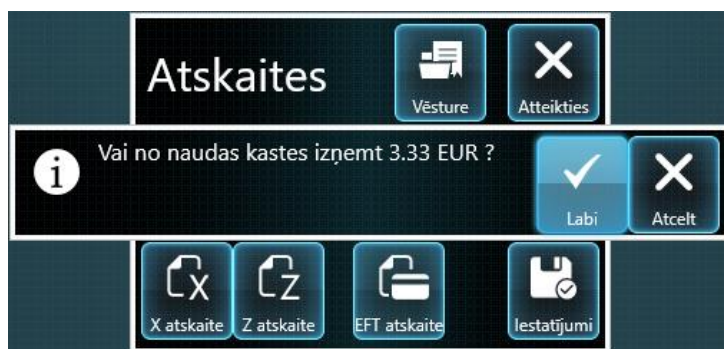 Atskaites
Vēsture
Atteikties
Vai no naudas kastes izņemt 3.33 EUR ?
Labi
Atcelt
X atskaite
Z atskaite
EFT atskaite
Iestatījumi